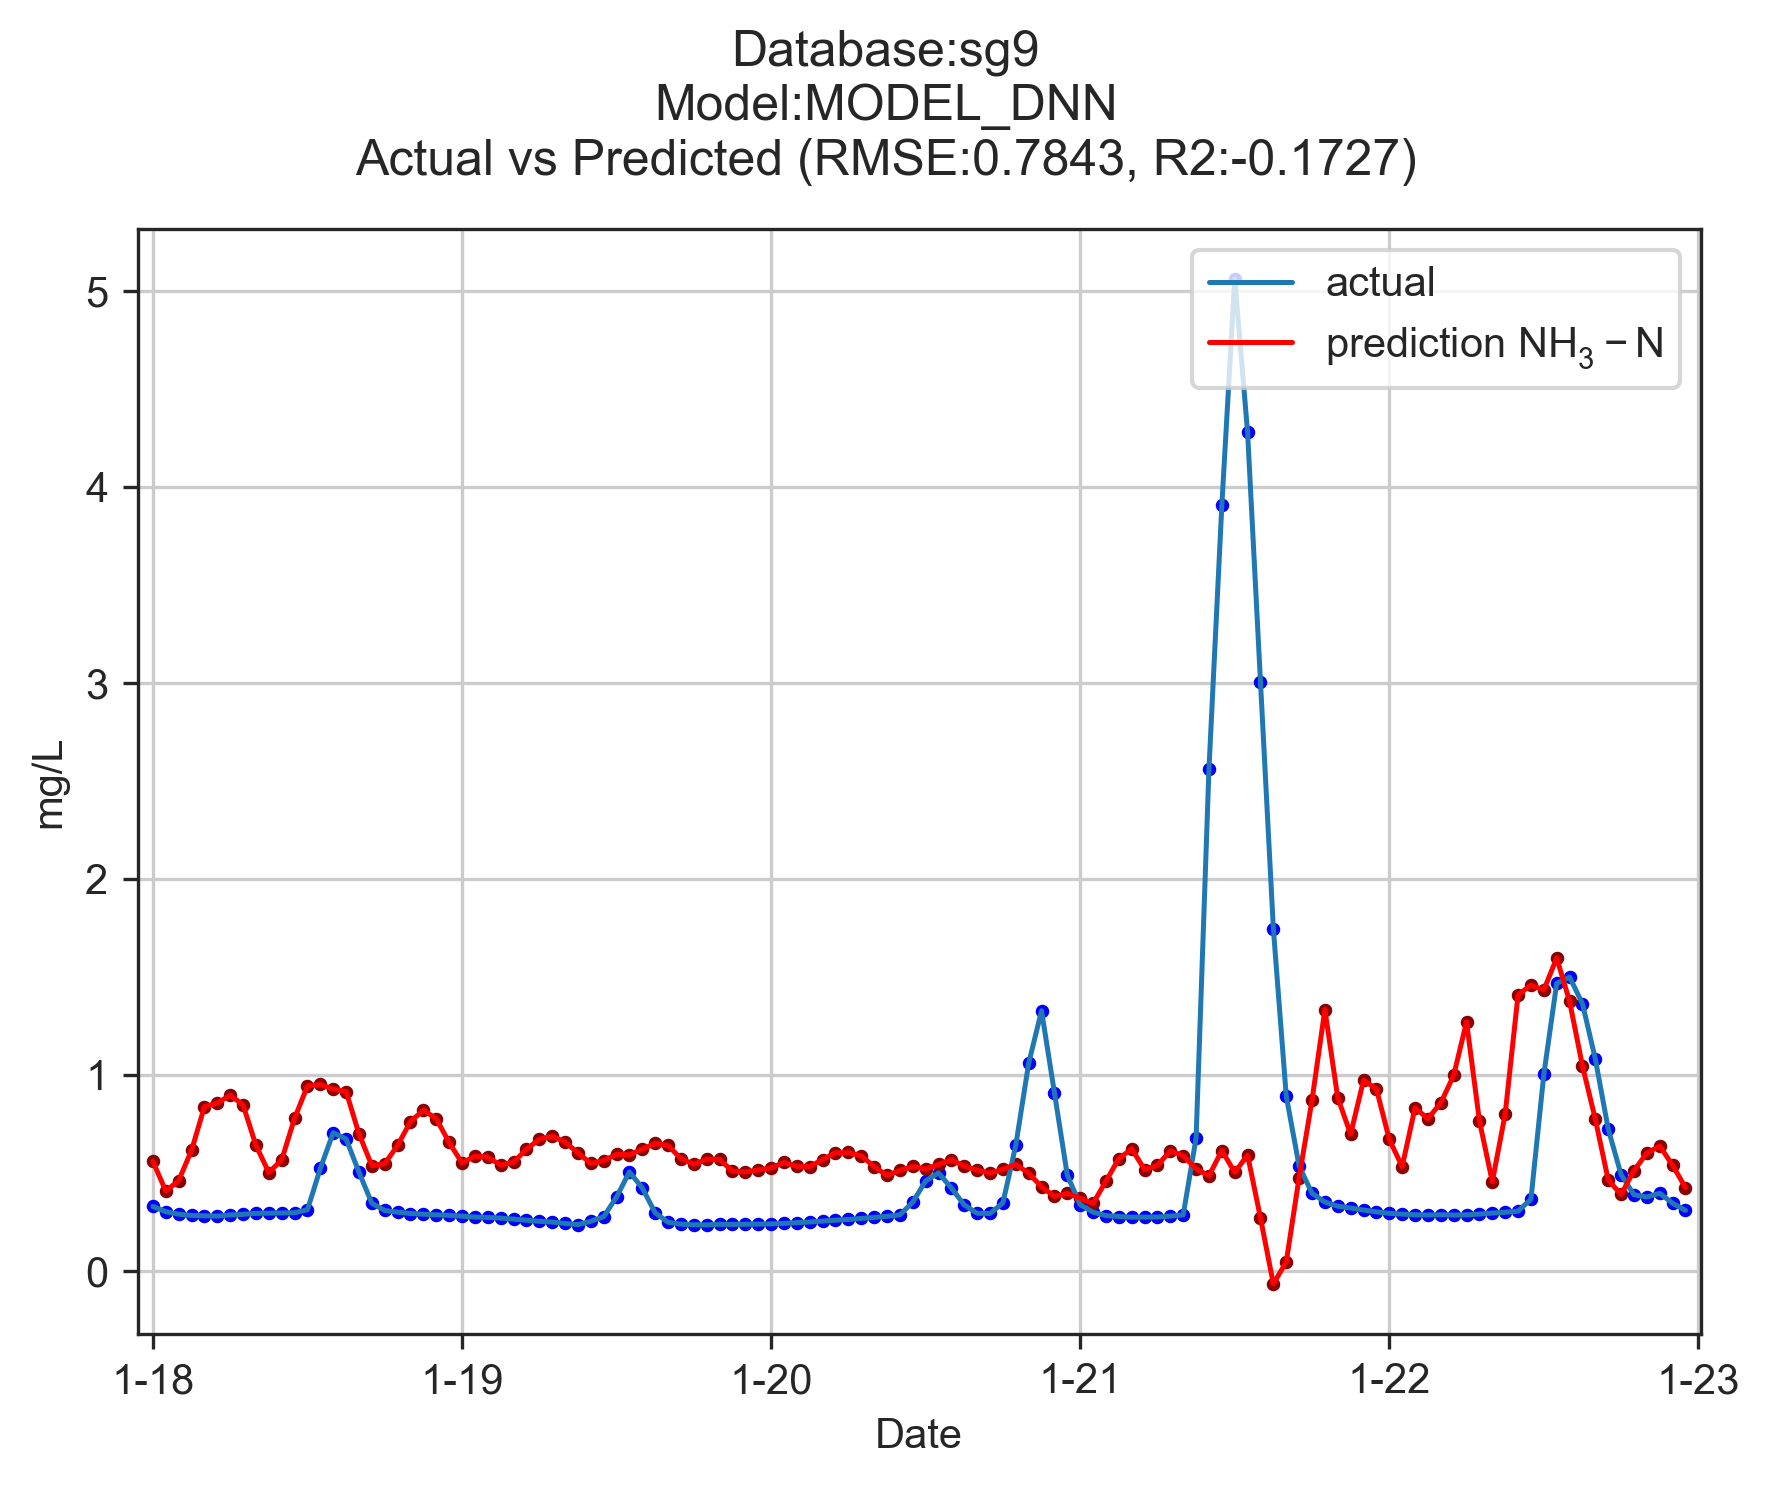 Database:sg9
Model:MODEL_DNN
Actual vs Predicted (RMSE:0.7843, R2:-0.1727)
actual
prediction NH₃ − N
5
4
3
2
1
0
mg/L
1-18 1-19 1-20 1-21 1-22 1-23
Date